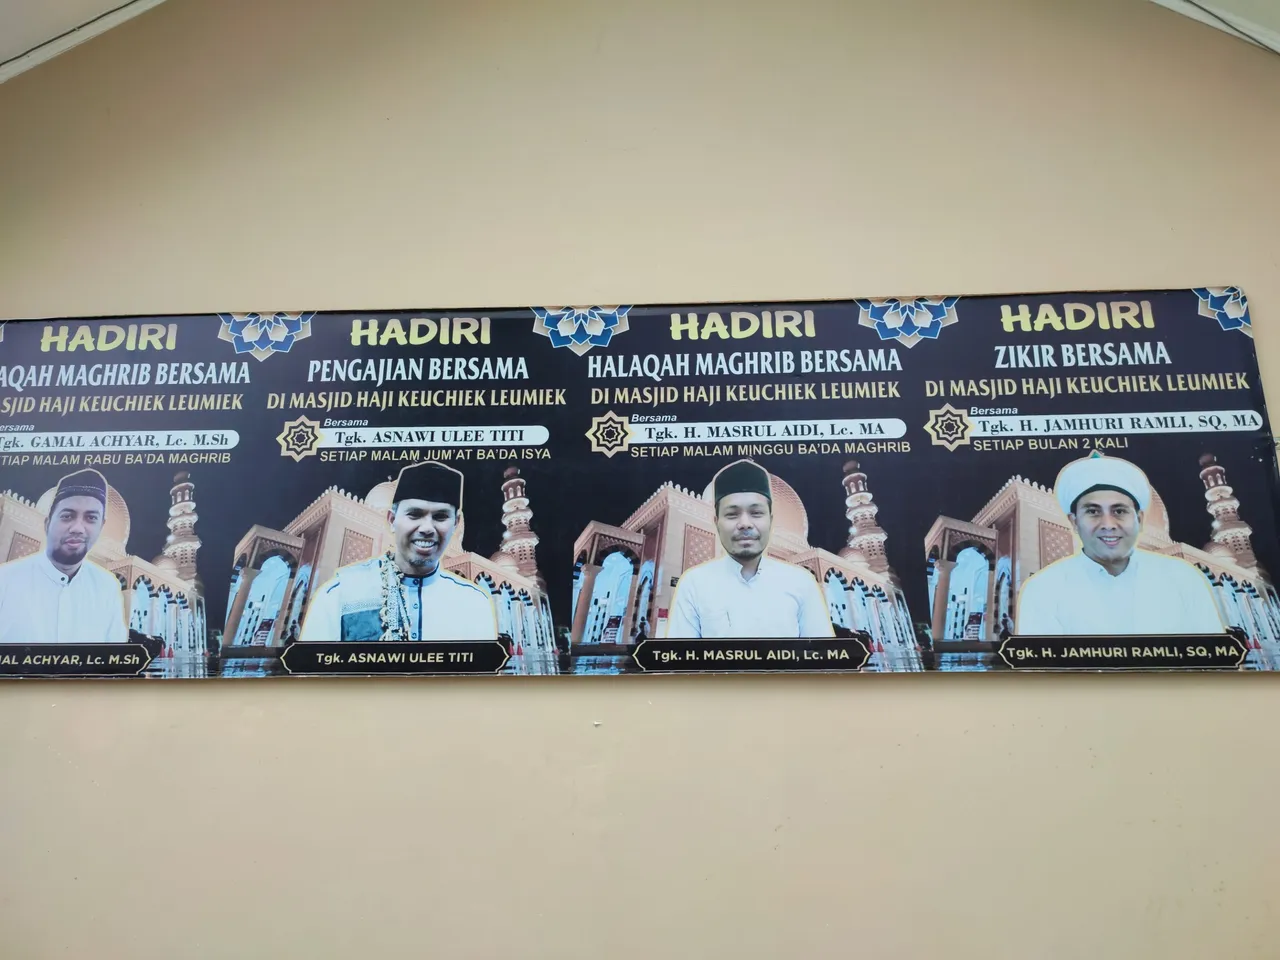 HADIRI
AQAH MAGHRIB BERSAMA
SJID HAJI KEUCHIEK LEUMIEK
ersama
Tgk. GAMAL ACHYAR, Lc. M.Sh
ETIAP MALAM RABU BA'DA MAGHRIB
MAL ACHYAR, Lc. M.Sh
HADIRI
PENGAJIAN BERSAMA
DI MASJID HAJI KEUCHIEK LEUMIEK
Bersama
Tgk. ASNAWI ULEE TITI
SETIAP MALAM JUM'AT BA'DA ISYA
Tgk. ASNAWI ULEE TITI
HADIRI
HALAQAH MAGHRIB BERSAMA
DI MASJID HAJI KEUCHIEK LEUMIEK
Bersama
Tgk. H. MASRUL AIDI, Lc. MA
SETIAP MALAM MINGGU BA'DA MAGHRIB
Tgk. H. MASRUL AIDI, Lc. MA
HADIRI
ZIKIR BERSAMA
DI MASJID HAJI KEUCHIEK LEUMIEK
Bersama
Tgk. H. JAMHURI RAMLI, SQ, MA
SETIAP BULAN 2 KALI
Tgk. H. JAMHURI RAMLI, SQ, MA